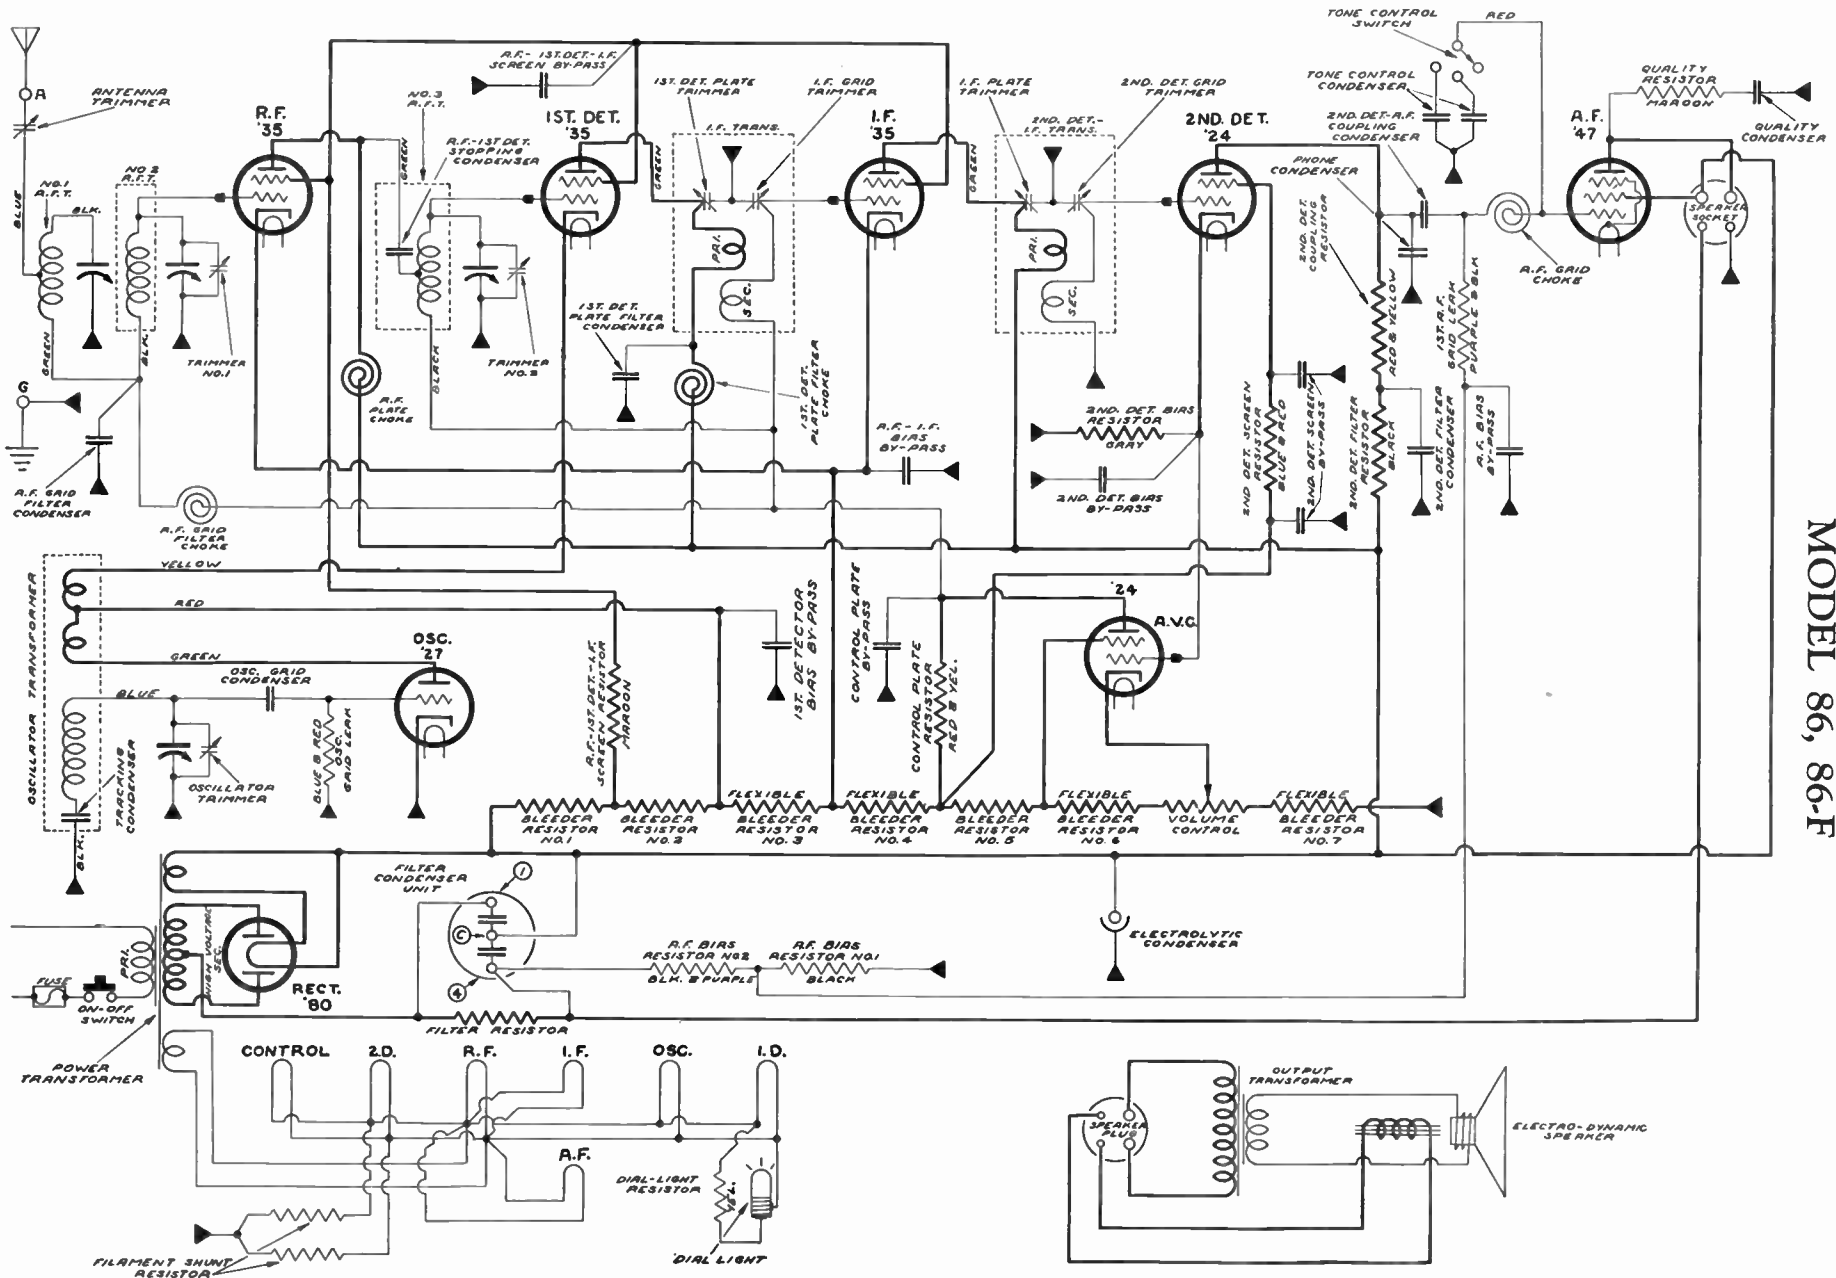 TONE CONTROL
SWITCH
RED
A
ANTENNA
TRIMMER
R.F.
'35
R.F.-1ST.DET.-I.F.
SCREEN BY-PASS
NO.3
R.F.T.
R.F.-1ST.DET.
STOPPING
CONDENSER
1ST. DET.
'35
1ST. DET. PLATE
TRIMMER
I.F. GRID
TRIMMER
I.F. TRANS.
I.F.
'35
I.F. PLATE
TRIMMER
2ND. DET. GRID
TRIMMER
2ND. DET.-
I.F. TRANS.
2ND. DET.
'24
TONE CONTROL
CONDENSER
2ND. DET.-A.F.
COUPLING
CONDENSER
PHONE
CONDENSER
QUALITY
RESISTOR
MAROON
A.F.
'47
QUALITY
CONDENSER
SPEAKER
SOCKET
BLUE
NO.1
R.F.T.
BLK.
NO 2
R.F.T.
GREEN
GREEN
GREEN
PRI.
SEC.
PRI.
SEC.
2ND. DET.
COUPLING
RESISTOR
RED & YELLOW
1ST. A.F.
GRID LEAK
PURPLE & BLK
A.F. GRID
CHOKE
GREEN
BLK.
TRIMMER
NO.1
BLACK
TRIMMER
NO.3
1ST. DET.
PLATE FILTER
CONDENSER
1ST. DET.
PLATE FILTER
CHOKE
G
R.F.
PLATE
CHOKE
R.F.-I.F.
BIAS
BY-PASS
2ND. DET. BIAS
RESISTOR
GRAY
2ND. DET. BIAS
BY-PASS
2ND DET. SCREEN
RESISTOR
BLUE & RED
2ND. DET. SCREEN
BY-PASS
2ND. DET. FILTER
RESISTOR
BLACK
2ND. DET. FILTER
CONDENSER
A.F. BIAS
BY-PASS
R.F. GRID
FILTER
CONDENSER
R.F. GRID
FILTER
CHOKE
MODEL 86, 86-F
OSCILLATOR TRANSFORMER
YELLOW
RED
GREEN
BLUE
OSC. GRID
CONDENSER
OSC.
'27
R.F.-1ST.DET.-I.F.
SCREEN RESISTOR
MAROON
1ST. DETECTOR
BIAS BY-PASS
CONTROL PLATE
BY-PASS
CONTROL PLATE
RESISTOR
RED & YEL.
'24
A.V.C.
TRACKING
CONDENSER
BLK.
OSCILLATOR
TRIMMER
BLUE & RED
OSC.
GRID LEAK
BLEEDER
RESISTOR
NO.1
BLEEDER
RESISTOR
NO.2
FLEXIBLE
BLEEDER
RESISTOR
NO.3
FLEXIBLE
BLEEDER
RESISTOR
NO.4
BLEEDER
RESISTOR
NO.5
FLEXIBLE
BLEEDER
RESISTOR
NO.6
VOLUME
CONTROL
FLEXIBLE
BLEEDER
RESISTOR
NO.7
FILTER
CONDENSER
UNIT
1
C
4
PRI.
HIGH VOLTAGE
SEC.
RECT.
'80
FUSE
ON-OFF
SWITCH
POWER
TRANSFORMER
FILTER RESISTOR
A.F. BIAS
RESISTOR NO.2
BLK. & PURPLE
A.F. BIAS
RESISTOR NO.1
BLACK
ELECTROLYTIC
CONDENSER
CONTROL
2.D.
R.F.
I.F.
OSC.
I.D.
A.F.
DIAL-LIGHT
RESISTOR
YEL.
DIAL LIGHT
FILAMENT SHUNT
RESISTOR
SPEAKER
PLUG
OUTPUT
TRANSFORMER
ELECTRO-DYNAMIC
SPEAKER